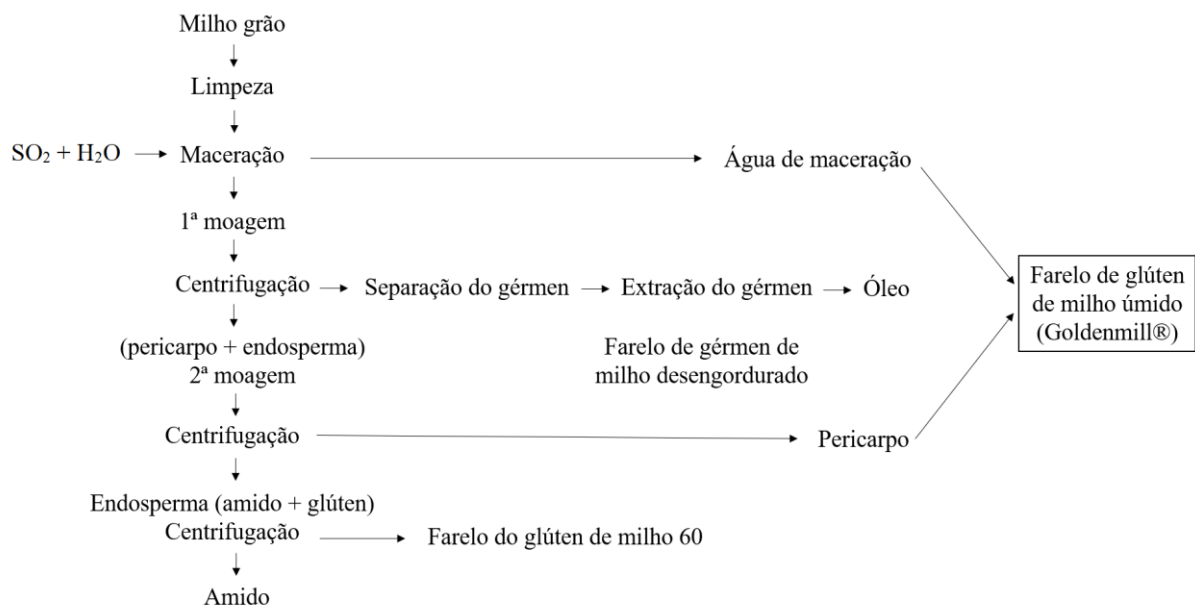 Milho grão
Limpeza
SO₂ + H₂O
Maceração
Água de maceração
1ª moagem
Centrifugação
Separação do gérmen
Extração do gérmen
Óleo
Farelo de glúten
de milho úmido
(Goldenmill®)
(pericarpo + endosperma)
2ª moagem
Farelo de gérmen de
milho desengordurado
Centrifugação
Pericarpo
Endosperma (amido + glúten)
Centrifugação
Farelo do glúten de milho 60
Amido